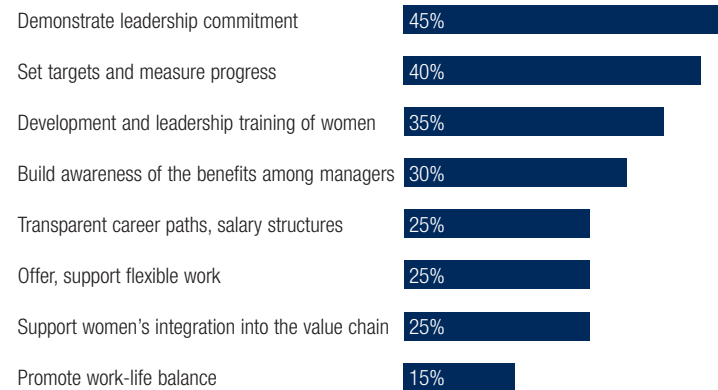 Demonstrate leadership commitment 45%
Set targets and measure progress 40%
Development and leadership training of women 35%
Build awareness of the benefits among managers 30%
Transparent career paths, salary structures 25%
Offer, support flexible work 25%
Support women’s integration into the value chain 25%
Promote work-life balance 15%